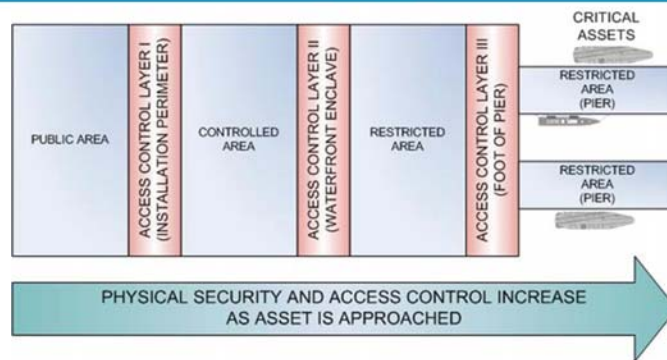 CRITICAL
ASSETS
PUBLIC AREA
ACCESS CONTROL LAYER I
(INSTALLATION PERIMETER)
CONTROLLED
AREA
ACCESS CONTROL LAYER II
(WATERFRONT ENCLAVE)
RESTRICTED
AREA
ACCESS CONTROL LAYER III
(FOOT OF PIER)
RESTRICTED
AREA
(PIER)
RESTRICTED
AREA
(PIER)
PHYSICAL SECURITY AND ACCESS CONTROL INCREASE
AS ASSET IS APPROACHED